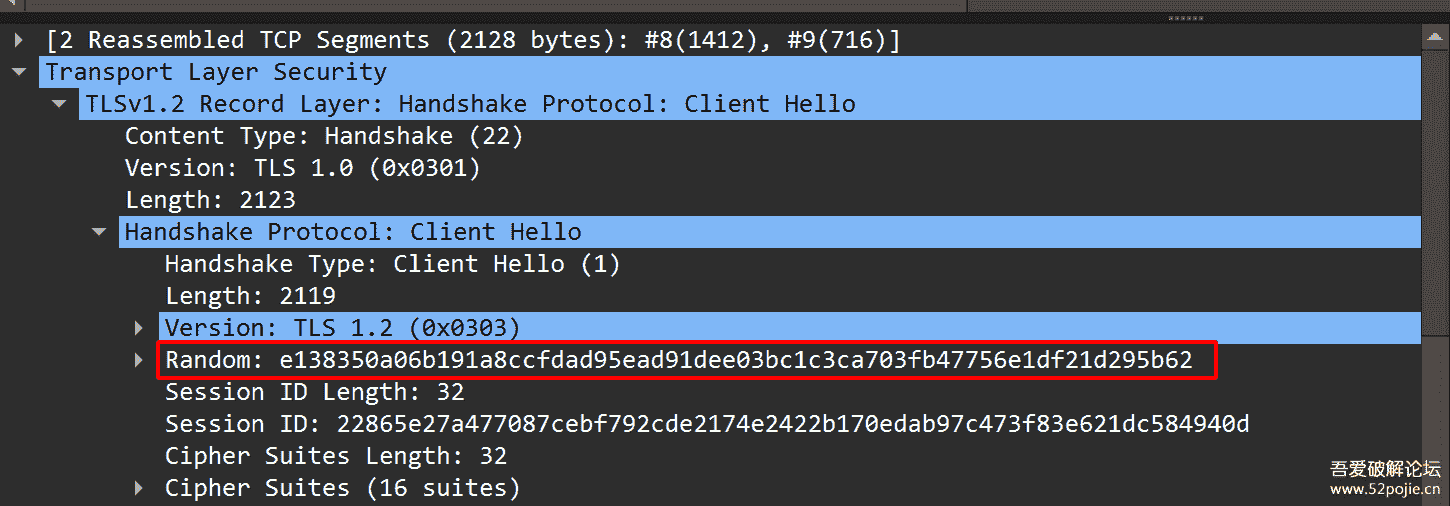 [2 Reassembled TCP Segments (2128 bytes): #8(1412), #9(716)]
Transport Layer Security
TLSv1.2 Record Layer: Handshake Protocol: Client Hello
Content Type: Handshake (22)
Version: TLS 1.0 (0x0301)
Length: 2123
Handshake Protocol: Client Hello
Handshake Type: Client Hello (1)
Length: 2119
Version: TLS 1.2 (0x0303)
Random: e138350a06b191a8ccfdad95ead91dee03bc1c3ca703fb47756e1df21d295b62
Session ID Length: 32
Session ID: 22865e27a477087cebf792cde2174e2422b170edab97c473f83e621dc584940d
Cipher Suites Length: 32
Cipher Suites (16 suites)
吾爱破解论坛
www.52pojie.cn